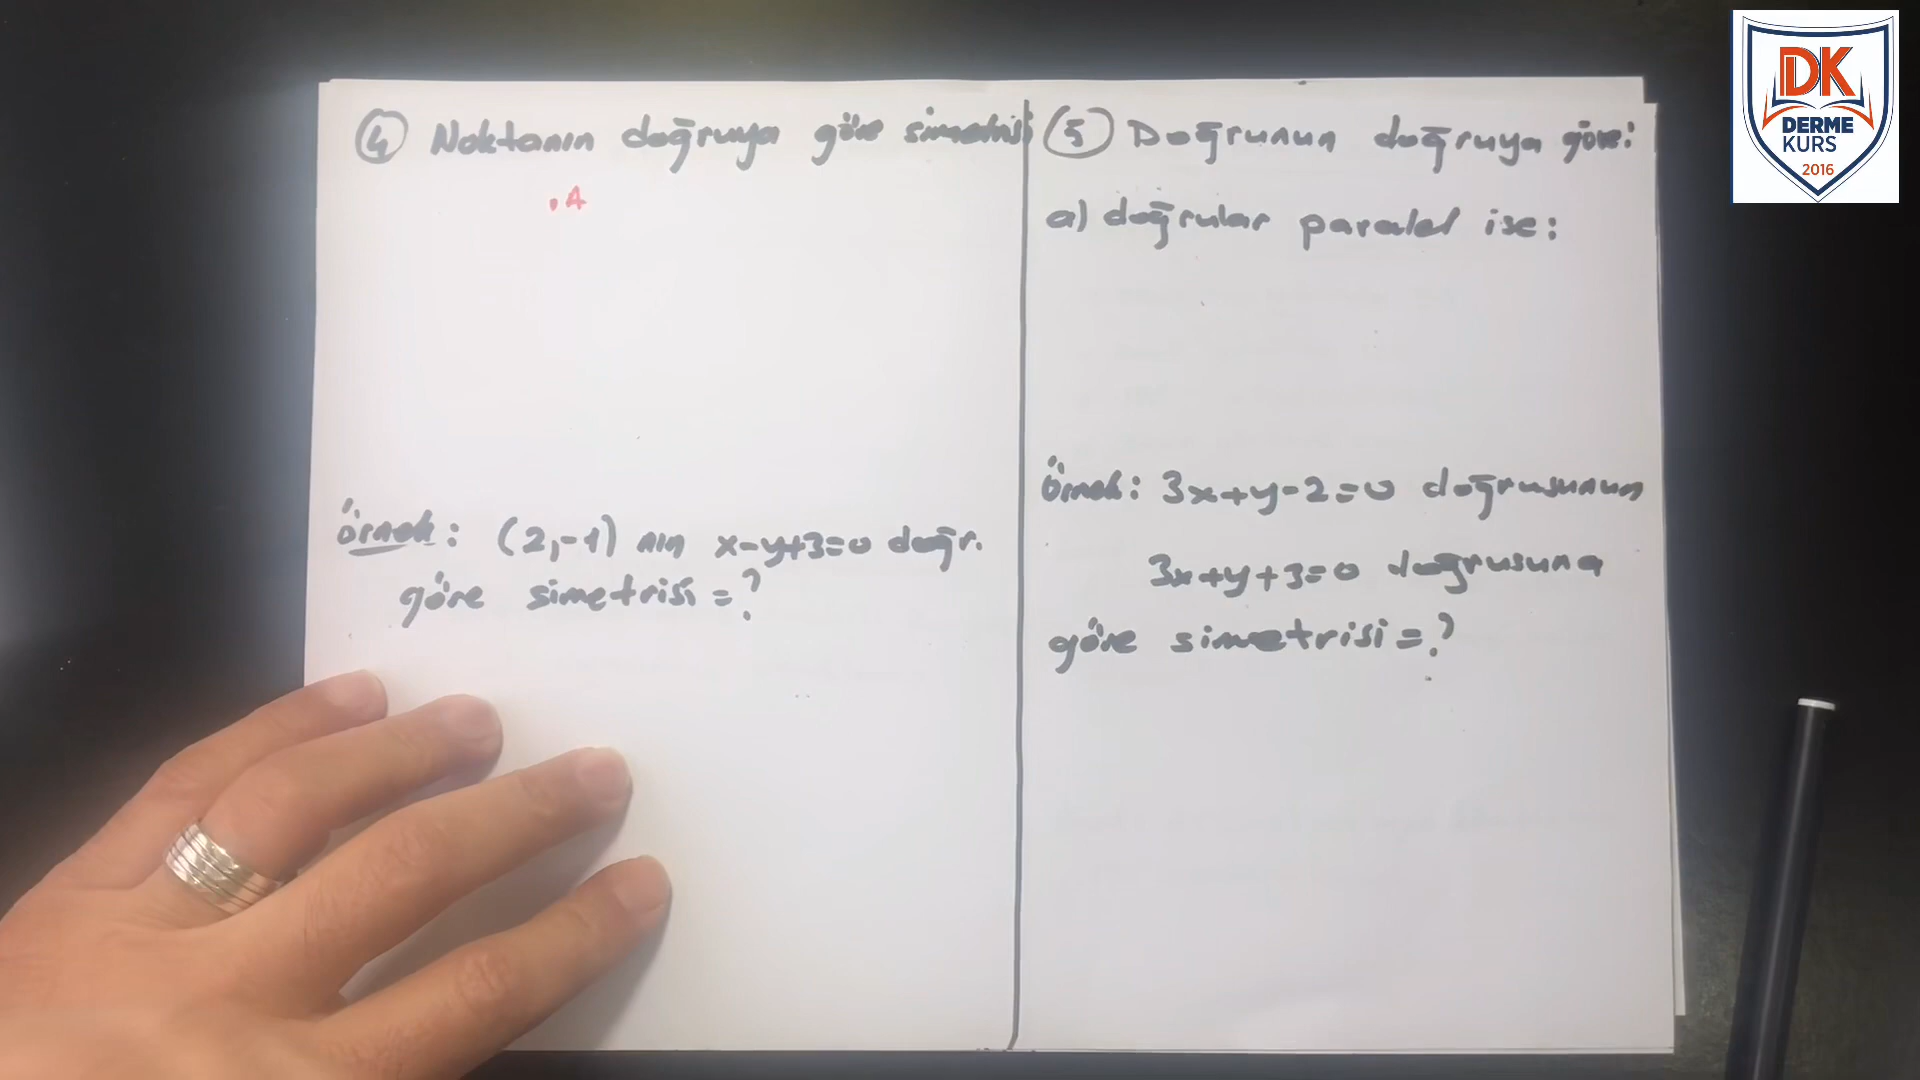 4 Noktanın doğruya göre simetrisi
.A
Örnek: (2,-1) nin x-y+3=0 doğr.
göre simetrisi=?
5 Doğrunun doğruya göre:
a) doğrular paralel ise:
Örnek: 3x+y-2=0 doğrusunun
3x+y+3=0 doğrusuna
göre simetrisi=?
DK
DERME
KURS
2016